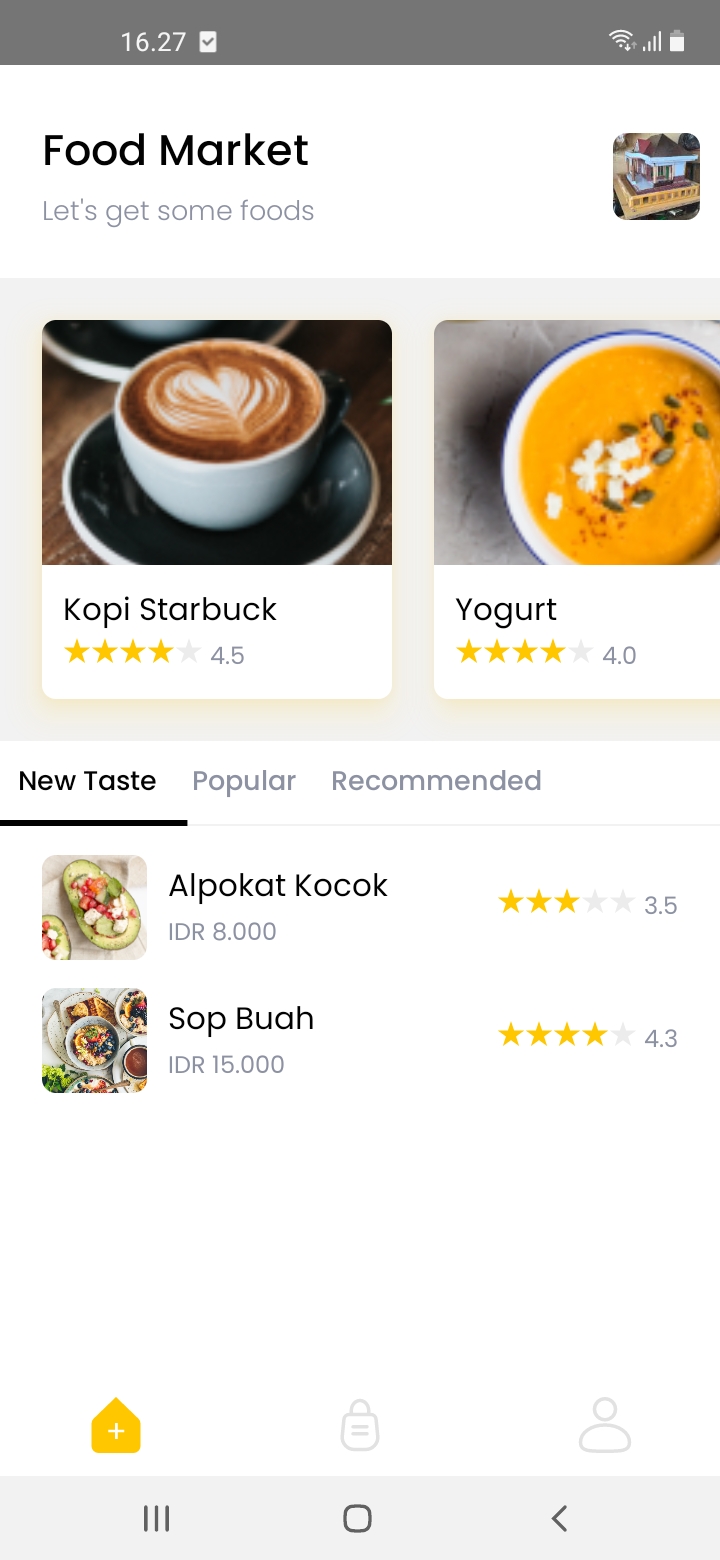 16.27
Food Market
Let's get some foods
Kopi Starbuck
4.5
Yogurt
4.0
New Taste Popular Recommended
Alpokat Kocok
3.5
IDR 8.000
Sop Buah
4.3
IDR 15.000